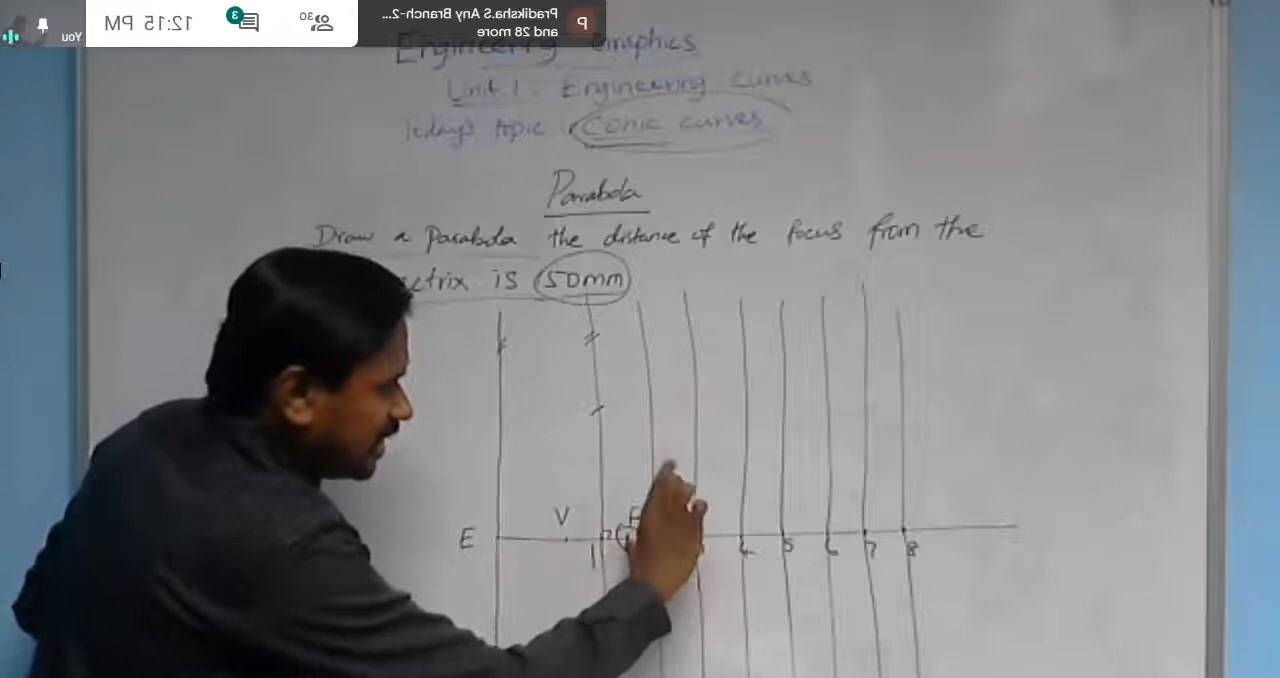 You
12:15 PM
3
30
P
Pradiksha.S Any Branch-2...
and 28 more
Engineering Graphics
Unit.1. Engineering curves
Today's topic Conic curves
Parabola
Draw a Parabola the distance of the focus from the
ectrix is 50mm
E
V
F
1
4
5
6
7
8